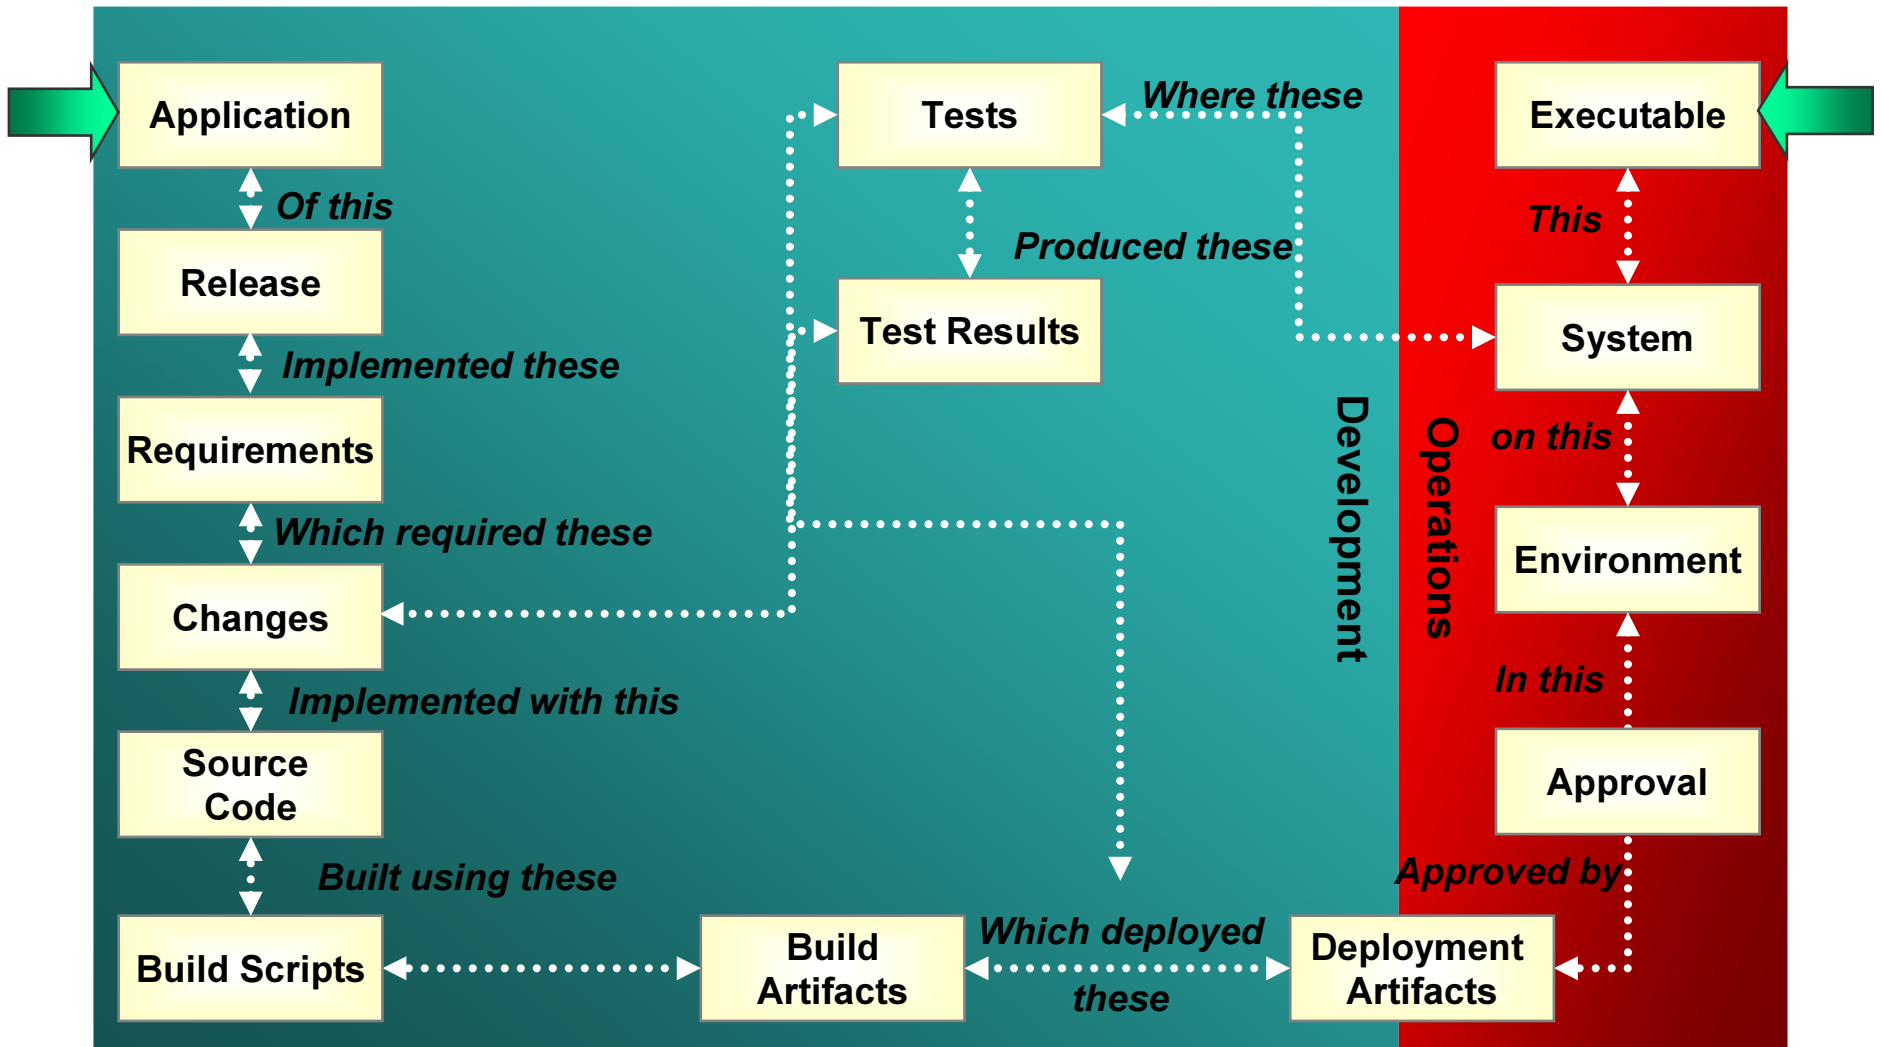 Application
Of this
Release
Implemented these
Requirements
Which required these
Changes
Implemented with this
Source
Code
Built using these
Build Scripts
Build
Artifacts
Which deployed
these
Deployment
Artifacts
Tests
Where these
Produced these
Test Results
Development
Operations
Executable
This
System
on this
Environment
In this
Approval
Approved by